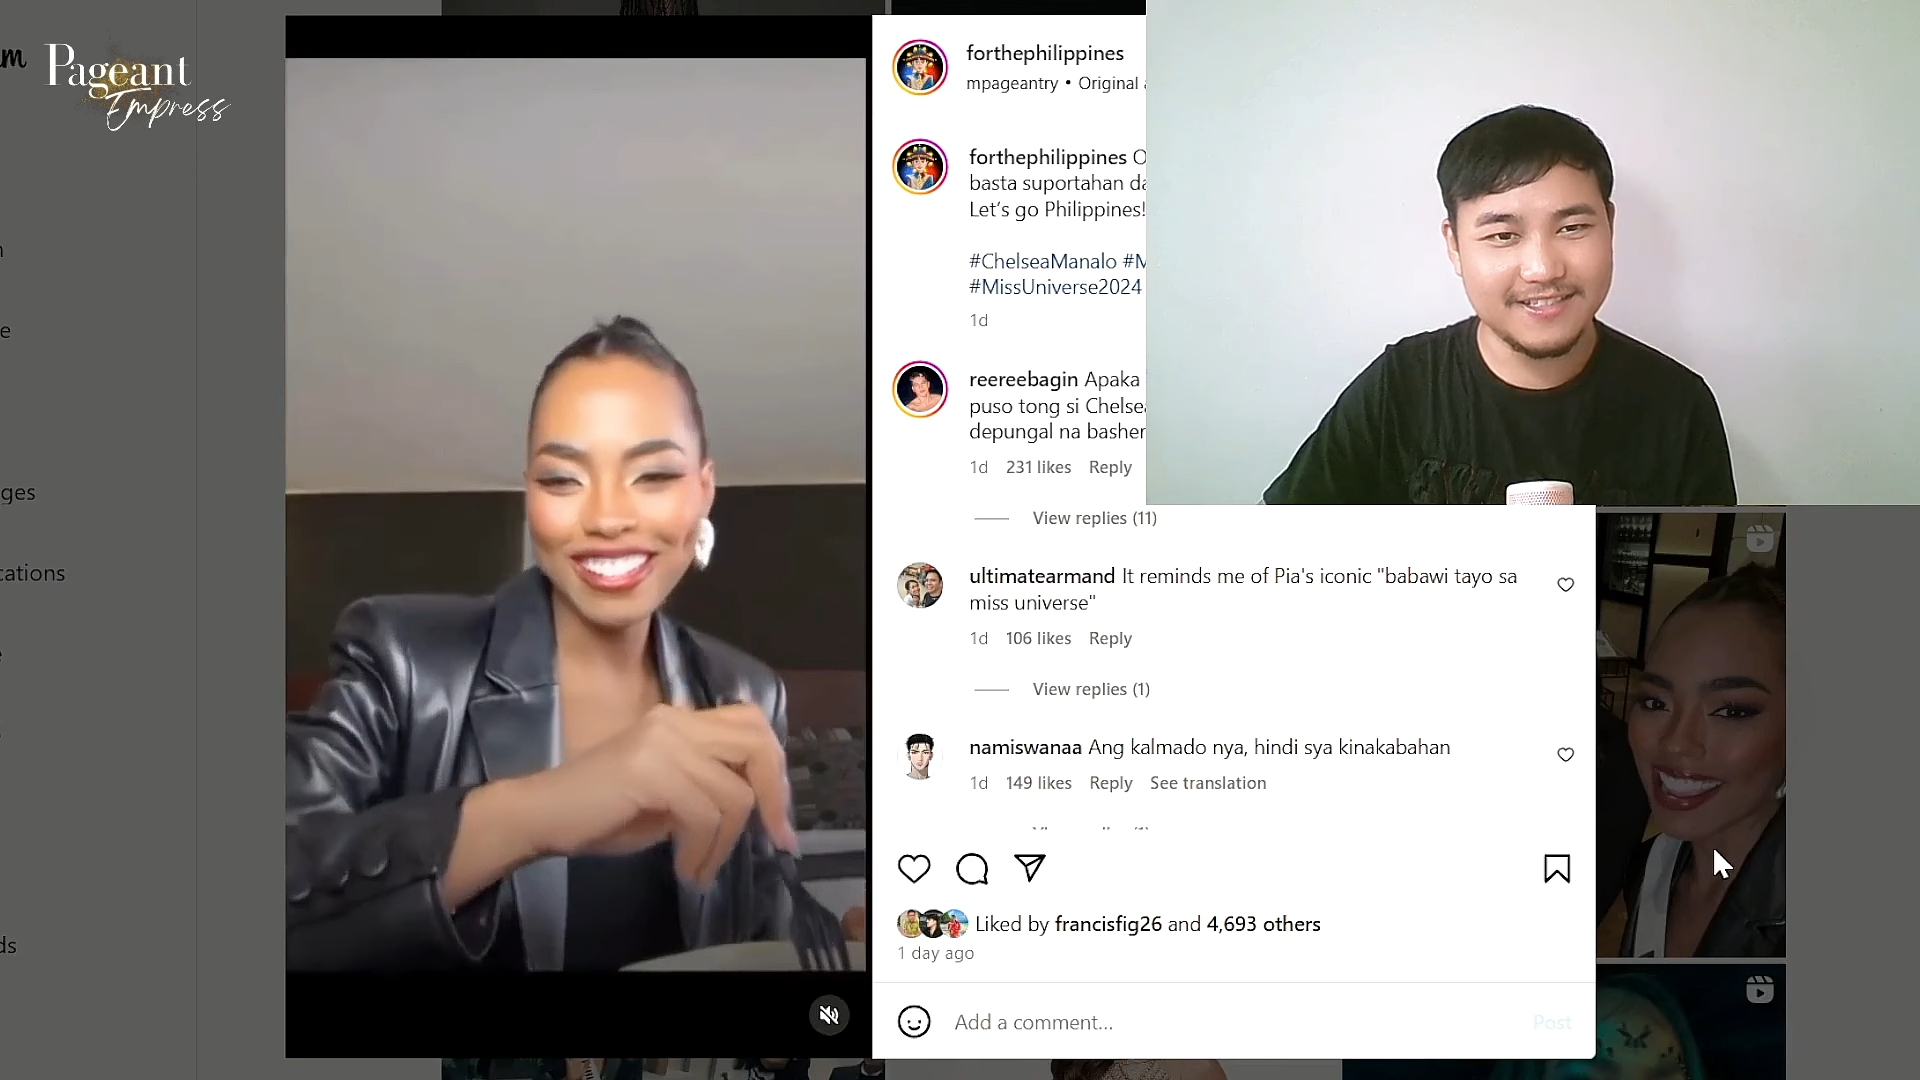 m
Pageant
Empress
ges
cations
ds
forthephilippines
mpageantry • Original
forthephilippines O
basta suportahan da
Let's go Philippines!
#ChelseaManalo #M
#MissUniverse2024
1d
reereebagin Apaka
puso tong si Chelsea
depungal na basher
1d 231 likes Reply
View replies (11)
ultimatearmand It reminds me of Pia's iconic "babawi tayo sa
miss universe"
1d 106 likes Reply
View replies (1)
namiswanaa Ang kalmado nya, hindi sya kinakabahan
1d 149 likes Reply See translation
Liked by francisfig26 and 4,693 others
1 day ago
Add a comment...
Post